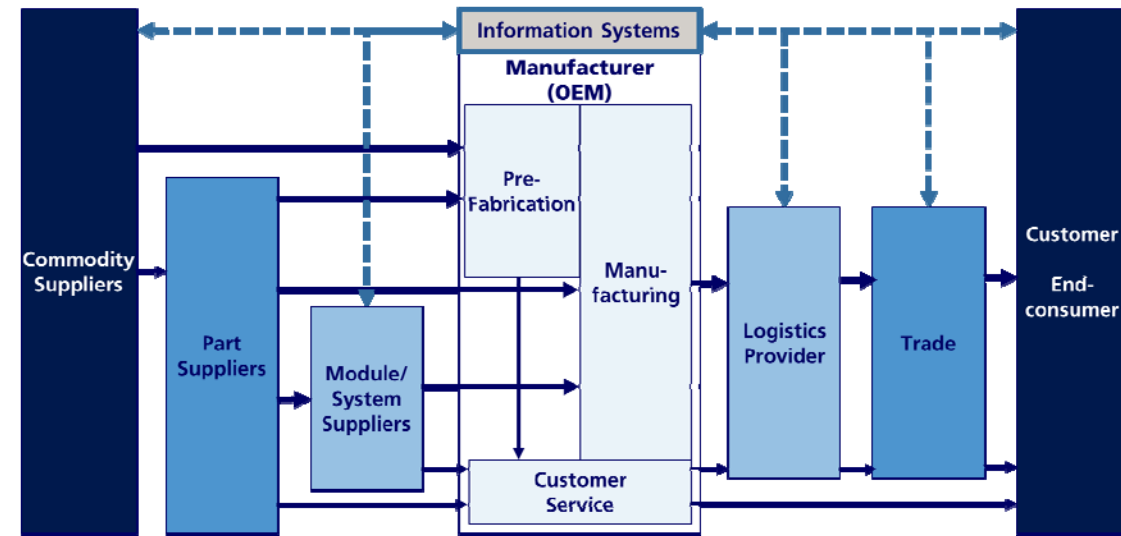 Information Systems
Manufacturer
(OEM)
Pre-
Fabrication
Commodity
Suppliers
Manu-
facturing
Customer
End-
consumer
Part
Suppliers
Module/
System
Suppliers
Logistics
Provider
Trade
Customer
Service